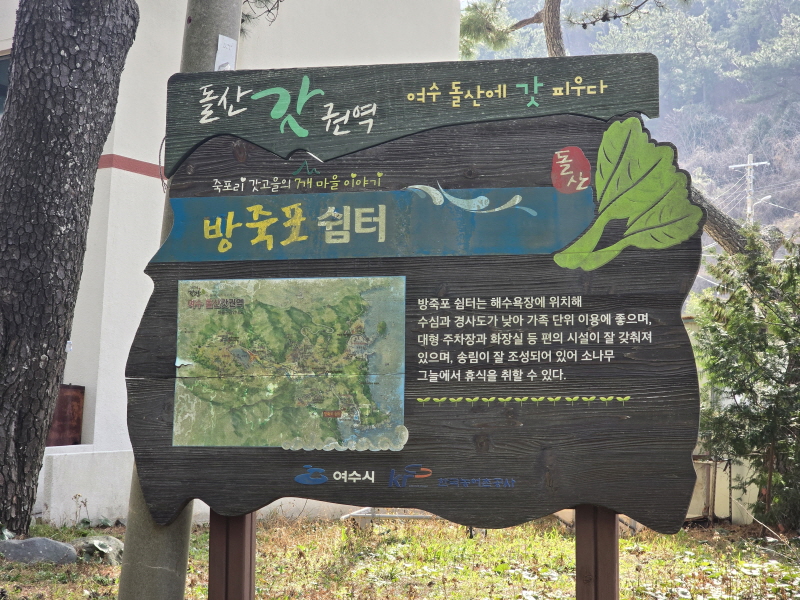 돌산 갓 권역 여수 돌산에 갓 피우다
죽포리 갓고을의 7개 마을 이야기
돌산
방죽포 쉼터
방죽포 쉼터는 해수욕장에 위치해
수심과 경사도가 낮아 가족 단위 이용에 좋으며,
대형 주차장과 화장실 등 편의 시설이 잘 갖춰져
있으며, 송림이 잘 조성되어 있어 소나무
그늘에서 휴식을 취할 수 있다.
여수시